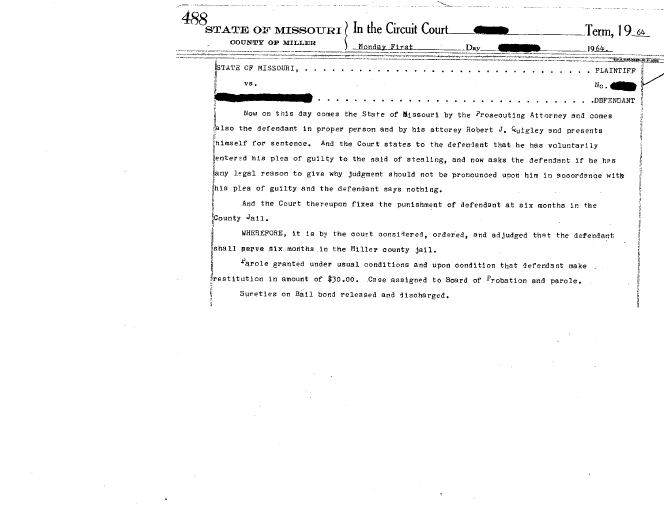 488
STATE OF MISSOURI
COUNTY OF MILLER
In the Circuit Court Term, 19 64
Monday First Day 1964
STATE OF MISSOURI, . . . . . . . . . . . . . . . . . . . . . . . . . . . . . . . . . . . . PLAINTIFF
vs. No.
. . . . . . . . . . . . . . . . . . . . . . . . . . . . . . . . . . .DEFENDANT
Now on this day comes the State of Missouri by the Prosecuting Attorney and comes
also the defendant in proper person and by his attorey Robert J. Quigley and presents
himself for sentence. And the Court states to the defendant that he has voluntarily
entered his plea of guilty to the said of stealing, and now asks the defendant if he has
any legal reason to give why judgment should not be pronounced upon him in accordance with
his plea of guilty and the defendant says nothing.
And the Court thereupon fixes the punishment of defendant at six months in the
County Jail.
WHEREFORE, it is by the court considered, ordered, and adjudged that the defendant
shall serve six months in the Miller county jail.
Parole granted under usual conditions and upon condition that defendant make
restitution in amount of $30.00. Case assigned to Board of Probation and parole.
Sureties on Bail bond released and discharged.